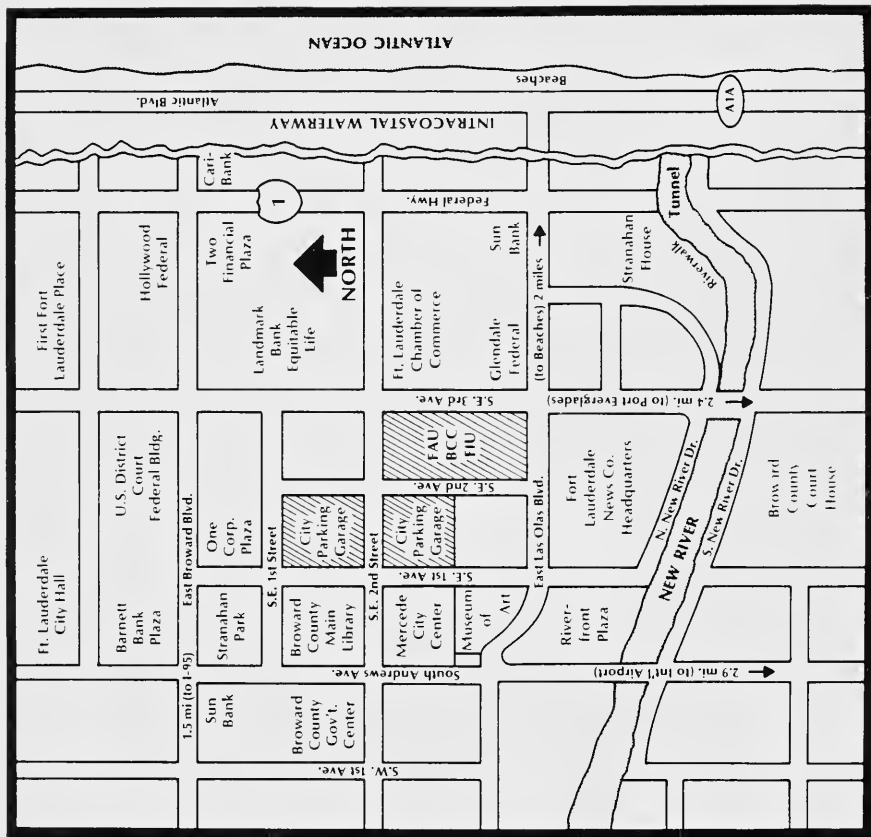 ATLANTIC OCEAN
Beaches
Atlantic Blvd.
A1A
INTRACOASTAL WATERWAY
Cari-
Bank
1
Federal Hwy.
Tunnel
First Fort
Lauderdale Place
Hollywood
Federal
Two
Financial
Plaza
NORTH
Landmark
Bank
Equitable
Life
Ft. Lauderdale
Chamber of
Commerce
Sun
Bank
Glendale
Federal
(to Beaches) 2 miles
Stranahan
House
Riverwalk
S.E. 3rd Ave.
2.4 mi. (to Port Everglades)
Ft. Lauderdale
City Hall
U.S. District
Court
Federal Bldg.
Barnett
Bank
Plaza
East Broward Blvd.
1.5 mi (to I-95)
One
Corp.
Plaza
Stranahan
Park
Sun
Bank
S.E. 1st Street
City
Parking
Garage
Broward
County
Main
Library
Broward
County
Gov't.
Center
S.E. 2nd Street
FAU
BCC
FIU
S.E. 2nd Ave.
City
Parking
Garage
S.E. 1st Ave.
Mercede
City
Center
Museum
of
Art
South Andrews Ave.
S.W. 1st Ave.
East Las Olas Blvd.
Fort
Lauderdale
News Co.
Headquarters
River-
front
Plaza
N. New River Dr.
NEW RIVER
S. New River Dr.
2.9 mi. (to Int'l Airport)
Broward
County
Court
House